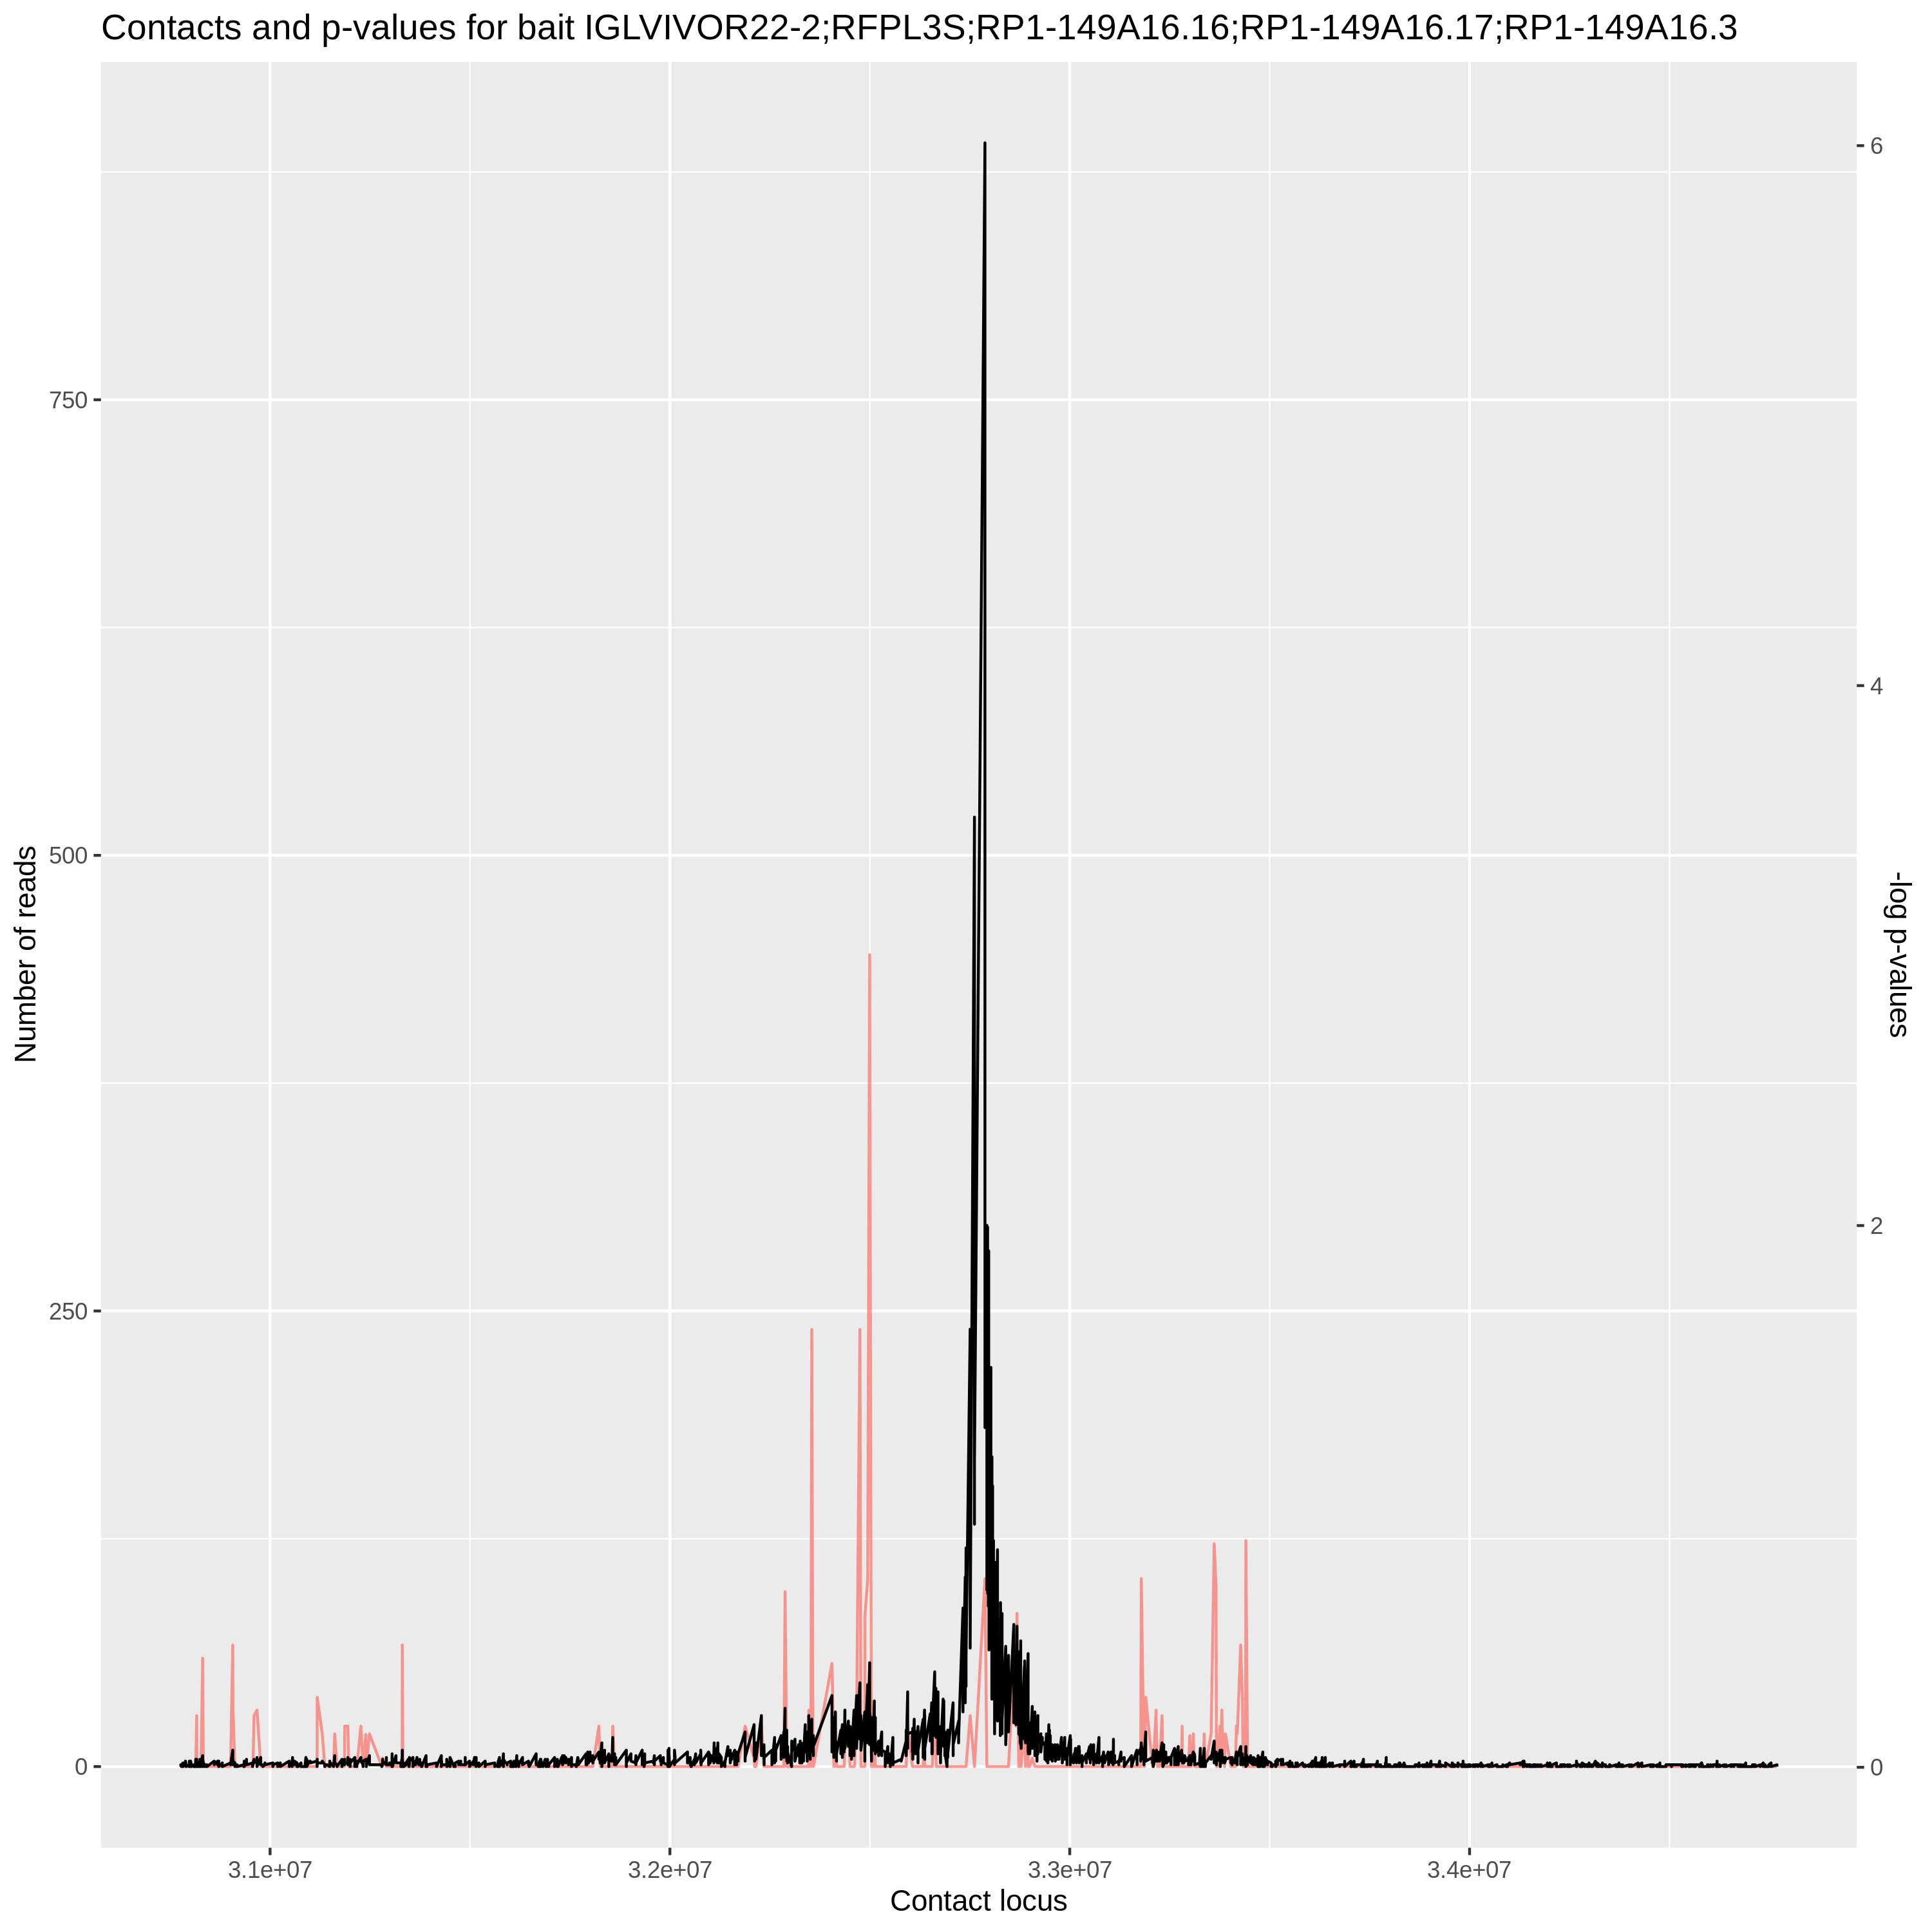 Contacts and p-values for bait IGLVIVOR22-2;RFPL3S;RP1-149A16.16;RP1-149A16.17;RP1-149A16.3
Number of reads
750
500
250
0
6
4
2
0
-log p-values
3.1e+07
3.2e+07
3.3e+07
3.4e+07
Contact locus